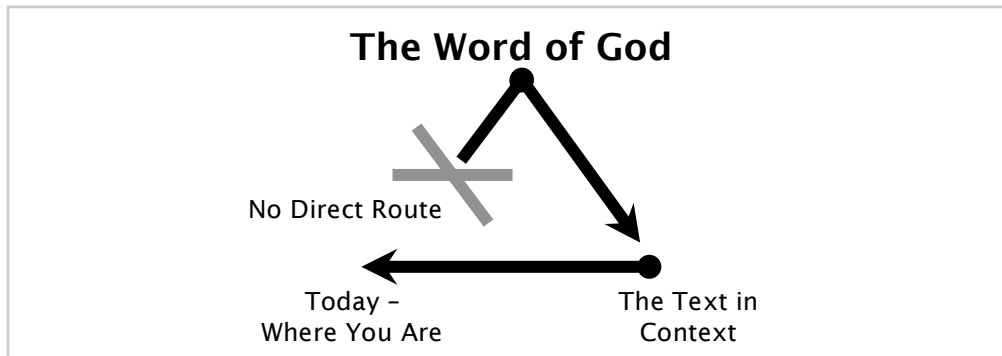 The Word of God
No Direct Route
Today –
Where You Are
The Text in
Context